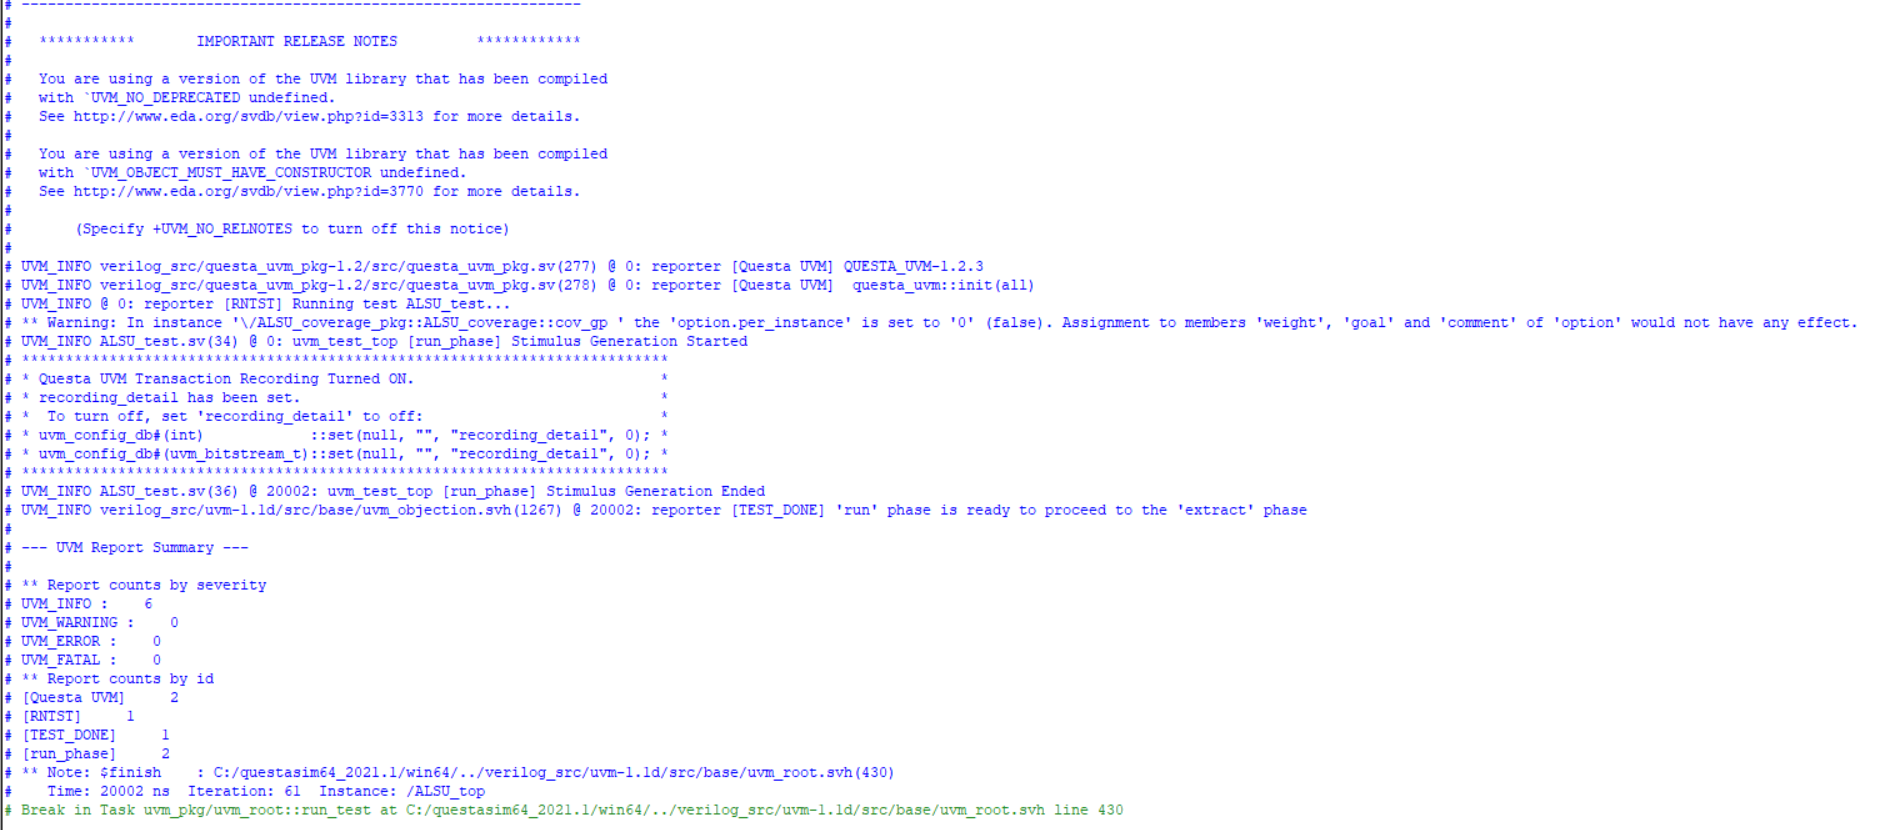 # ----------------------------------------------------------------
#
#   ***********       IMPORTANT RELEASE NOTES         ************
#
#   You are using a version of the UVM library that has been compiled
#   with `UVM_NO_DEPRECATED undefined.
#   See http://www.eda.org/svdb/view.php?id=3313 for more details.
#
#   You are using a version of the UVM library that has been compiled
#   with `UVM_OBJECT_MUST_HAVE_CONSTRUCTOR undefined.
#   See http://www.eda.org/svdb/view.php?id=3770 for more details.
#
#       (Specify +UVM_NO_RELNOTES to turn off this notice)
#
# UVM_INFO verilog_src/questa_uvm_pkg-1.2/src/questa_uvm_pkg.sv(277) @ 0: reporter [Questa UVM] QUESTA_UVM-1.2.3
# UVM_INFO verilog_src/questa_uvm_pkg-1.2/src/questa_uvm_pkg.sv(278) @ 0: reporter [Questa UVM]  questa_uvm::init(all)
# UVM_INFO @ 0: reporter [RNTST] Running test ALSU_test...
# ** Warning: In instance '\/ALSU_coverage_pkg::ALSU_coverage::cov_gp ' the 'option.per_instance' is set to '0' (false). Assignment to members 'weight', 'goal' and 'comment' of 'option' would not have any effect.
# UVM_INFO ALSU_test.sv(34) @ 0: uvm_test_top [run_phase] Stimulus Generation Started
# **************************************************************************
# * Questa UVM Transaction Recording Turned ON.                            *
# * recording_detail has been set.                                         *
# *  To turn off, set 'recording_detail' to off:                           *
# * uvm_config_db#(int)            ::set(null, "", "recording_detail", 0); *
# * uvm_config_db#(uvm_bitstream_t)::set(null, "", "recording_detail", 0); *
# **************************************************************************
# UVM_INFO ALSU_test.sv(36) @ 20002: uvm_test_top [run_phase] Stimulus Generation Ended
# UVM_INFO verilog_src/uvm-1.1d/src/base/uvm_objection.svh(1267) @ 20002: reporter [TEST_DONE] 'run' phase is ready to proceed to the 'extract' phase
#
# --- UVM Report Summary ---
#
# ** Report counts by severity
# UVM_INFO :    6
# UVM_WARNING :    0
# UVM_ERROR :    0
# UVM_FATAL :    0
# ** Report counts by id
# [Questa UVM]     2
# [RNTST]     1
# [TEST_DONE]     1
# [run_phase]     2
# ** Note: $finish    : C:/questasim64_2021.1/win64/../verilog_src/uvm-1.1d/src/base/uvm_root.svh(430)
#    Time: 20002 ns  Iteration: 61  Instance: /ALSU_top
# Break in Task uvm_pkg/uvm_root::run_test at C:/questasim64_2021.1/win64/../verilog_src/uvm-1.1d/src/base/uvm_root.svh line 430